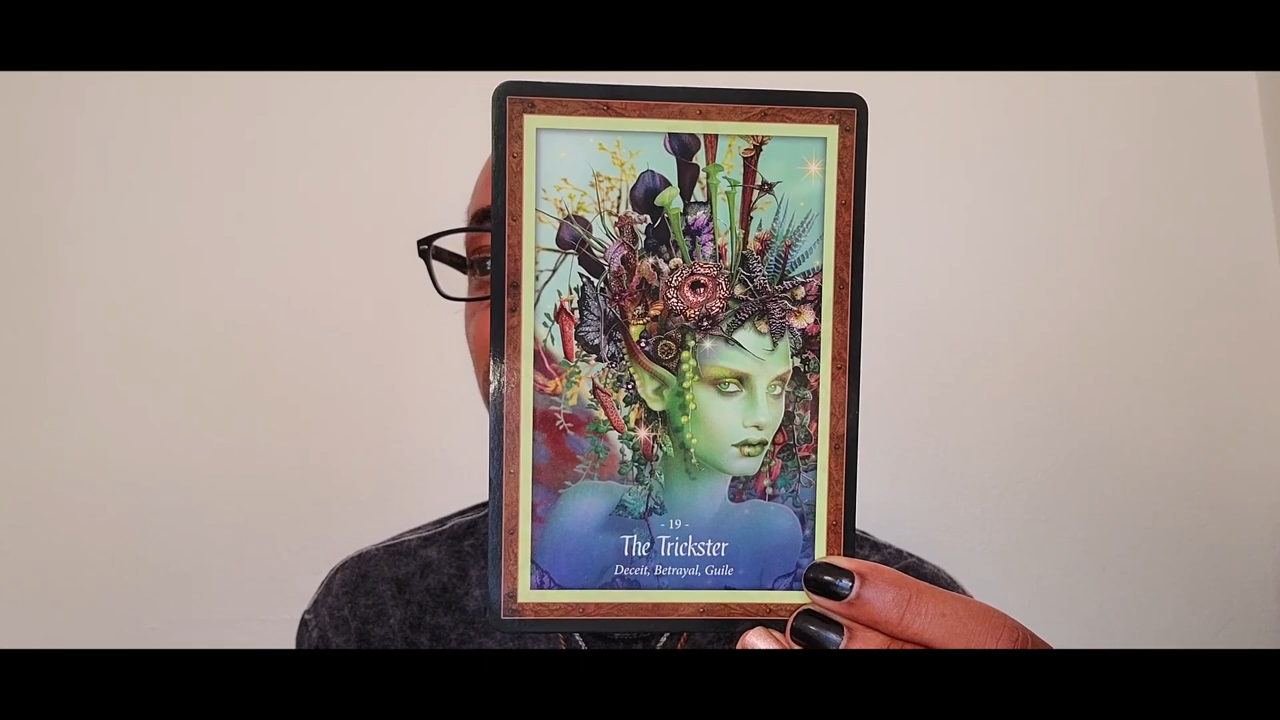 - 19 -
The Trickster
Deceit, Betrayal, Guile